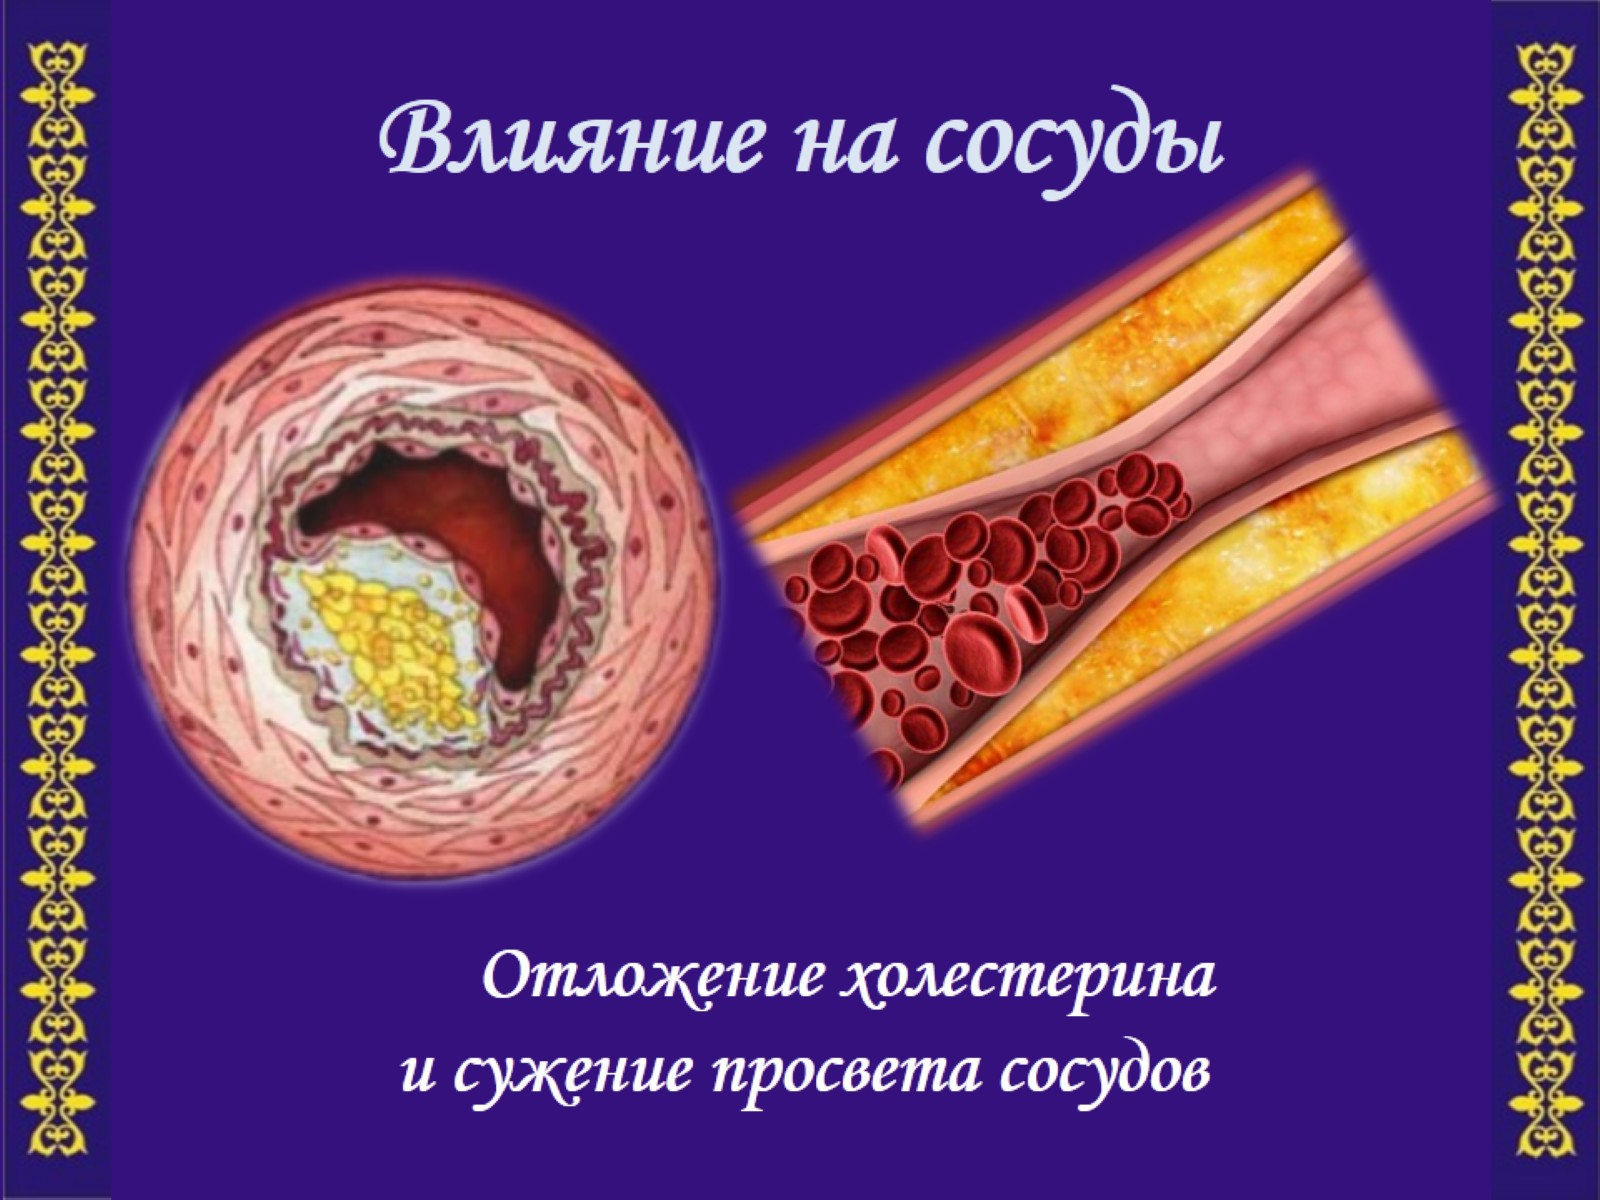 Влияние на сосуды
Отложение холестерина
и сужение просвета сосудов